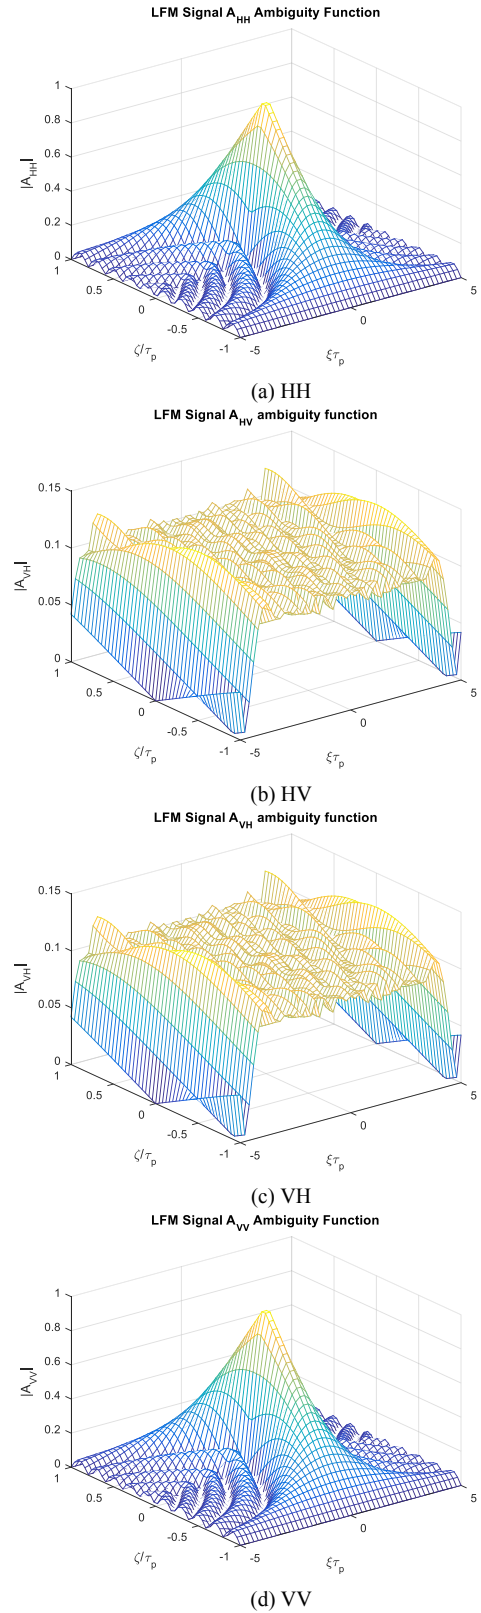 LFM Signal A_HH Ambiguity Function
1
0.8
0.6
0.4
0.2
0
|A_HH|
1
0.5
0
-0.5
-1
ζ/τ_p
-5
0
5
ξτ_p
(a) HH
LFM Signal A_HV ambiguity function
0.15
0.1
0.05
0
|A_VH|
1
0.5
0
-0.5
-1
ζ/τ_p
-5
0
5
ξτ_p
(b) HV
LFM Signal A_VH ambiguity function
0.15
0.1
0.05
0
|A_VH|
1
0.5
0
-0.5
-1
ζ/τ_p
-5
0
5
ξτ_p
(c) VH
LFM Signal A_VV Ambiguity Function
1
0.8
0.6
0.4
0.2
0
|A_VV|
1
0.5
0
-0.5
-1
ζ/τ_p
-5
0
5
ξτ_p
(d) VV